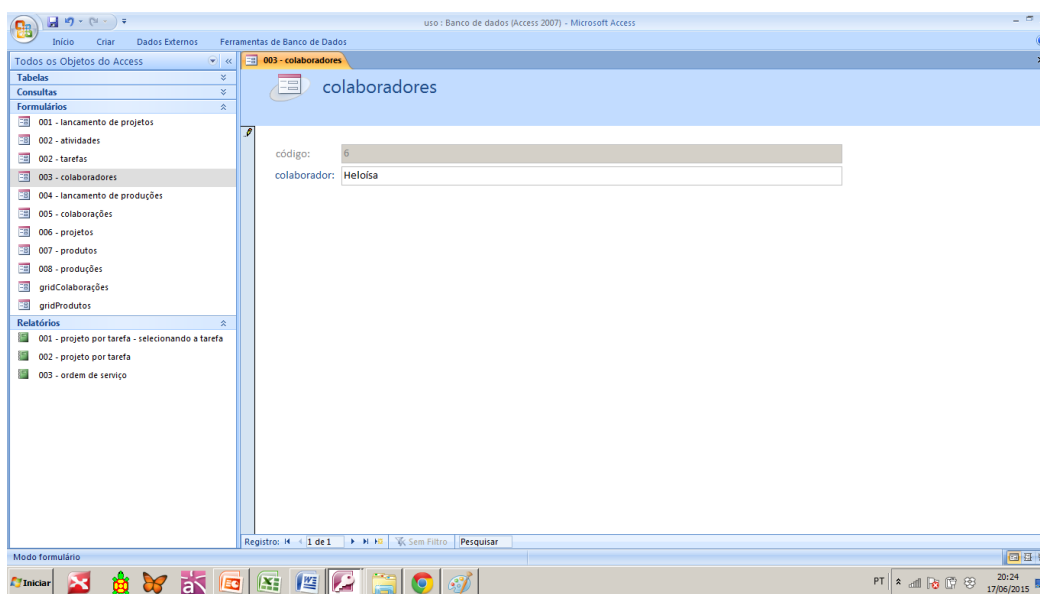 uso : Banco de dados (Access 2007) - Microsoft Access
Início Criar Dados Externos Ferramentas de Banco de Dados
Todos os Objetos do Access
Tabelas
Consultas
Formulários
001 - lancamento de projetos
002 - atividades
002 - tarefas
003 - colaboradores
004 - lancamento de produções
005 - colaborações
006 - projetos
007 - produtos
008 - produções
gridColaborações
gridProdutos
Relatórios
001 - projeto por tarefa - selecionando a tarefa
002 - projeto por tarefa
003 - ordem de serviço
003 - colaboradores
colaboradores
código: 6
colaborador: Heloísa
Registro: 1 de 1 Sem Filtro Pesquisar
Modo formulário
Iniciar
PT
20:24
17/06/2015